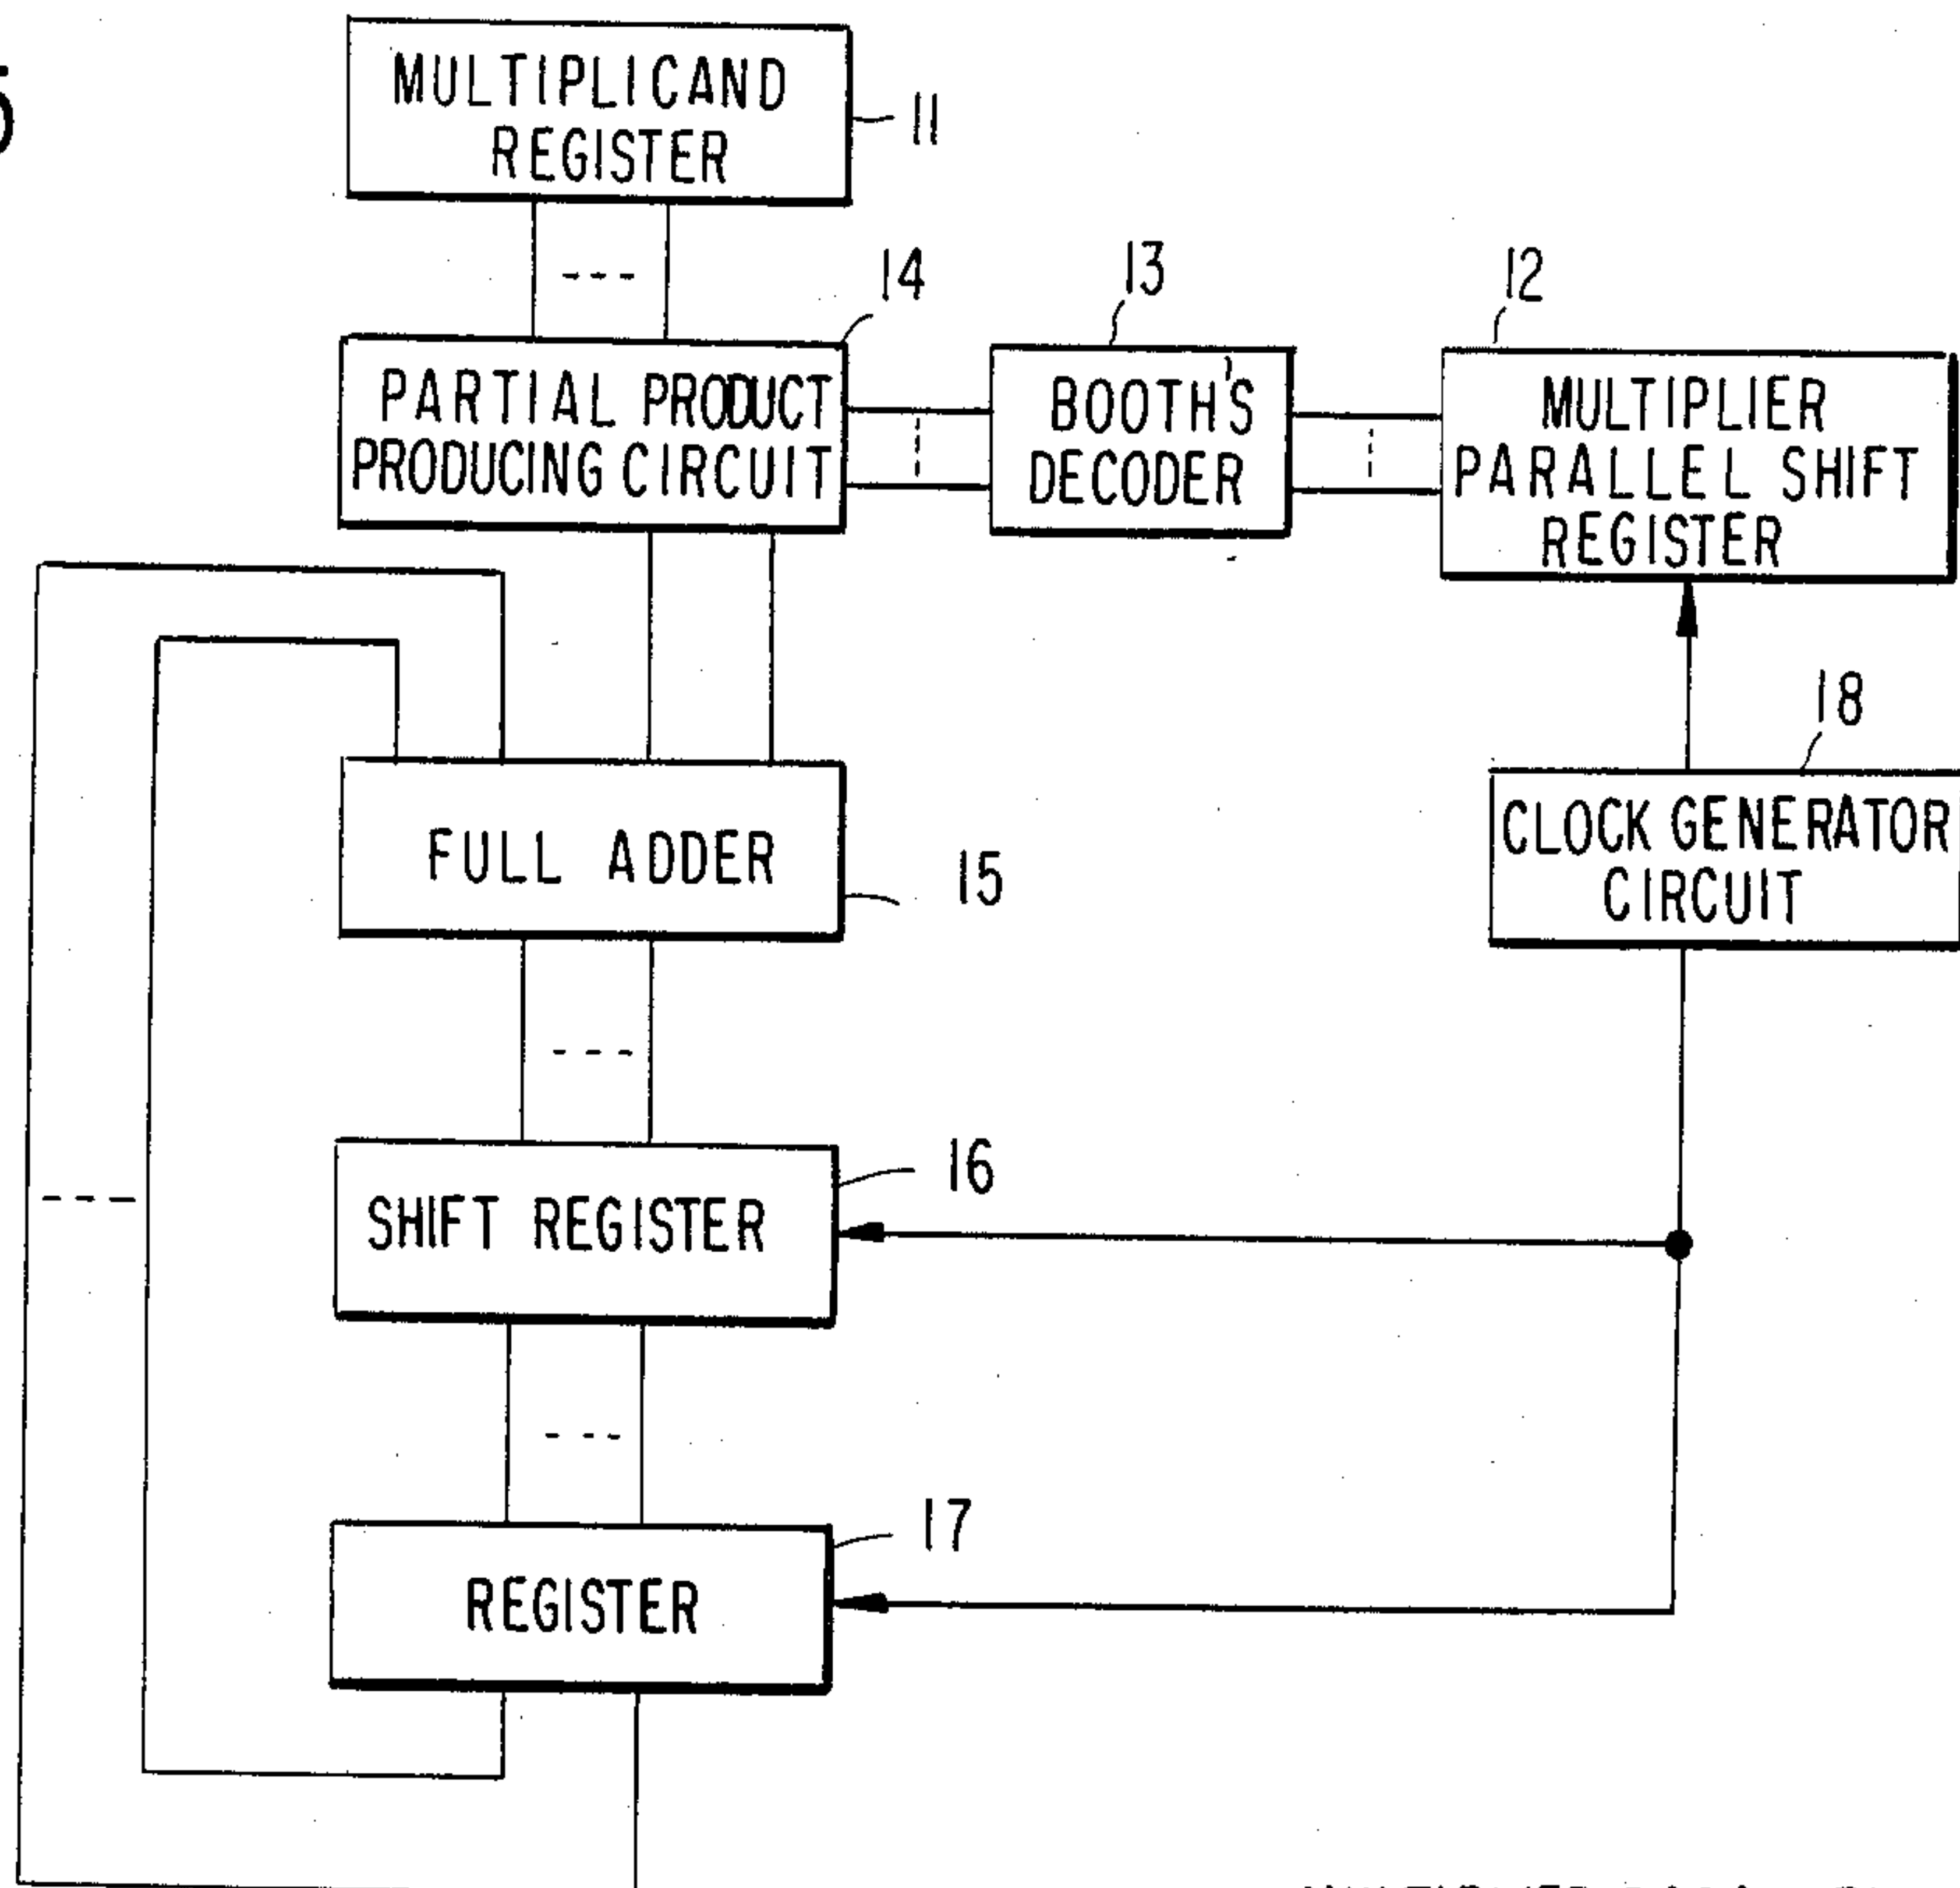 5
MULTIPLICAND
REGISTER
11
14
13
12
PARTIAL PRODUCT
PRODUCING CIRCUIT
BOOTH'S
DECODER
MULTIPLIER
PARALLEL SHIFT
REGISTER
18
FULL ADDER
15
CLOCK GENERATOR
CIRCUIT
16
SHIFT REGISTER
17
REGISTER